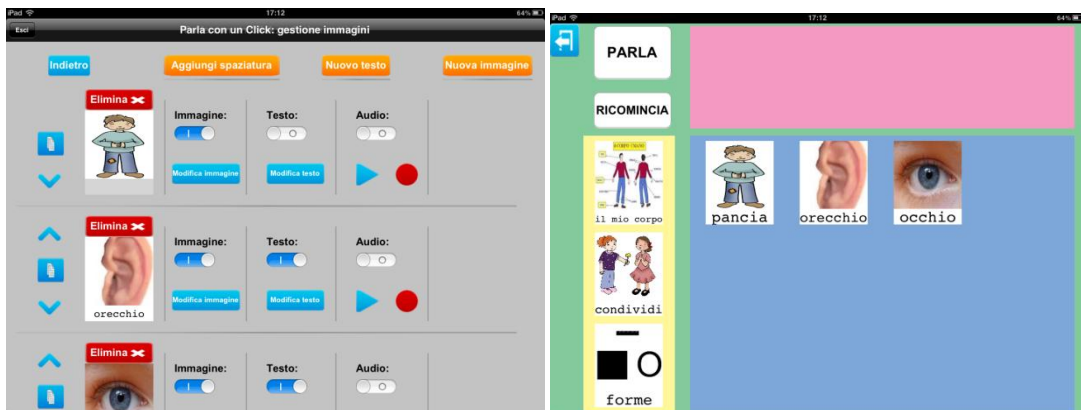 iPad 17:12 64%
Esci Parla con un Click: gestione immagini
Indietro Aggiungi spaziatura Nuovo testo Nuova immagine
Elimina
Immagine: Testo: Audio:
Modifica immagine Modifica testo
Elimina
Immagine: Testo: Audio:
Modifica immagine Modifica testo
orecchio
Elimina
Immagine: Testo: Audio:
iPad 17:12 64%
PARLA
RICOMINCIA
il mio corpo
condividi
forme
pancia orecchio occhio